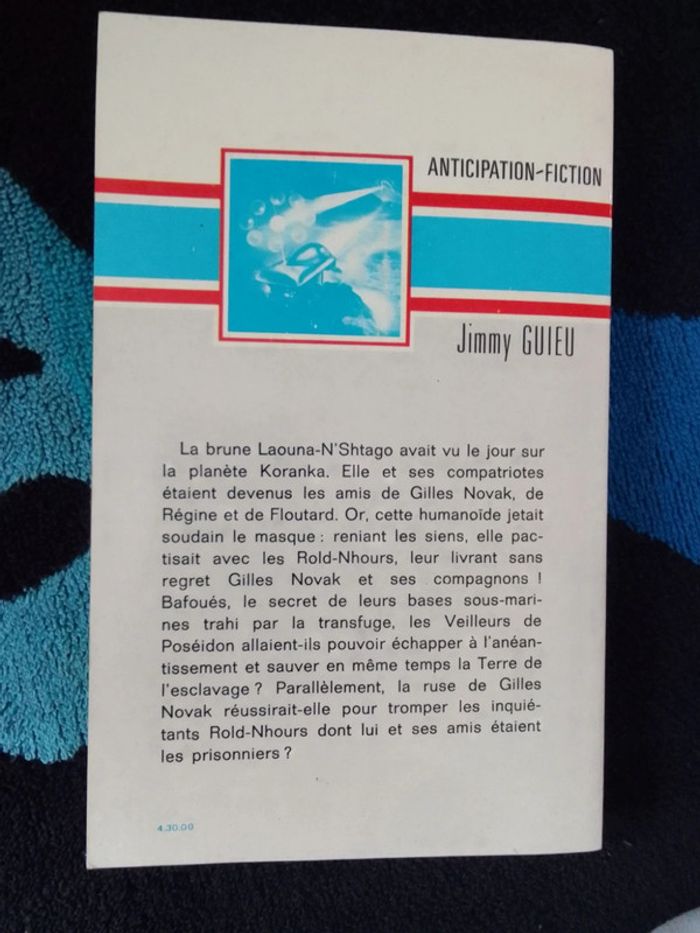 ANTICIPATION-FICTION
Jimmy GUIEU
La brune Laouna-N'Shtago avait vu le jour sur
la planète Koranka. Elle et ses compatriotes
étaient devenus les amis de Gilles Novak, de
Régine et de Floutard. Or, cette humanoïde jetait
soudain le masque : reniant les siens, elle pac-
tisait avec les Rold-Nhours, leur livrant sans
regret Gilles Novak et ses compagnons !
Bafoués, le secret de leurs bases sous-mari-
nes trahi par la transfuge, les Veilleurs de
Poséidon allaient-ils pouvoir échapper à l'anéan-
tissement et sauver en même temps la Terre de
l'esclavage ? Parallèlement, la ruse de Gilles
Novak réussirait-elle pour tromper les inquié-
tants Rold-Nhours dont lui et ses amis étaient
les prisonniers ?
4.30.00